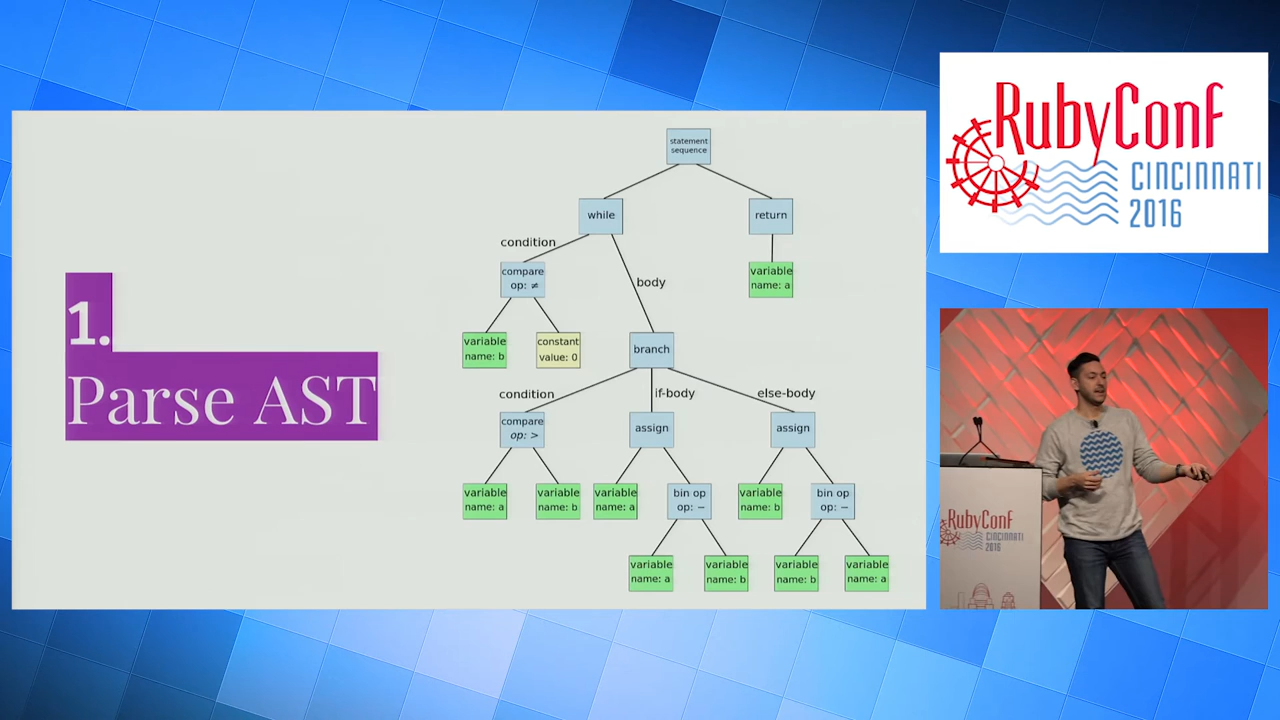 1.
Parse AST
statement
sequence
while
return
condition
compare
op: ≠
body
variable
name: a
variable
name: b
constant
value: 0
branch
condition
if-body
else-body
compare
op: >
assign
assign
variable
name: a
variable
name: b
variable
name: a
bin op
op: −
variable
name: b
bin op
op: −
variable
name: a
variable
name: b
variable
name: b
variable
name: a
RubyConf
CINCINNATI
2016
RubyConf
CINCINNATI
2016